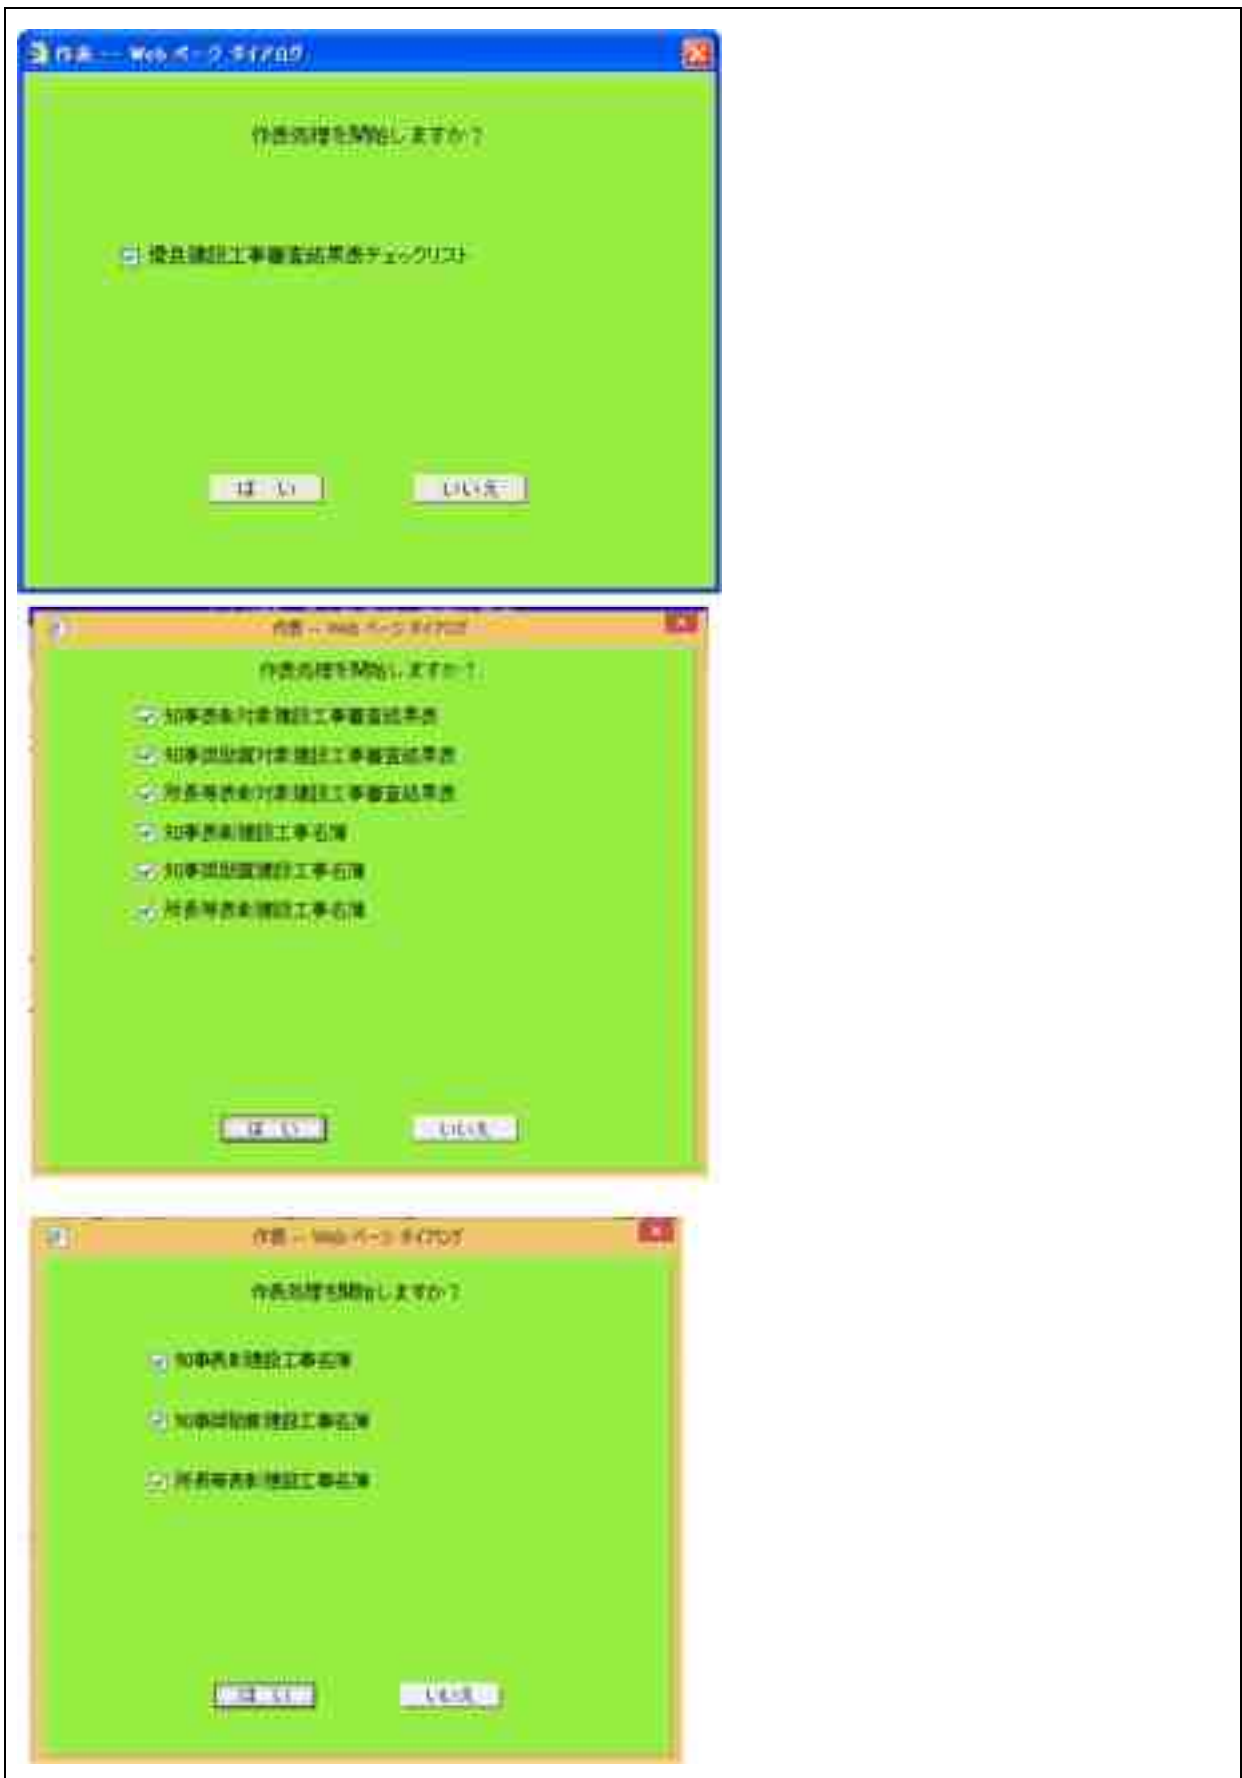 作表 -- Web ページ ダイアログ
作表処理を開始しますか？
優良建設工事審査結果表チェックリスト
は い
いいえ
作表 -- Web ページ ダイアログ
作表処理を開始しますか？
知事表彰対象建設工事審査結果表
知事奨励賞対象建設工事審査結果表
所長等表彰対象建設工事審査結果表
知事表彰建設工事名簿
知事奨励賞建設工事名簿
所長等表彰建設工事名簿
は い
いいえ
作表 -- Web ページ ダイアログ
作表処理を開始しますか？
知事表彰建設工事名簿
知事奨励賞建設工事名簿
所長等表彰建設工事名簿
は い
いいえ